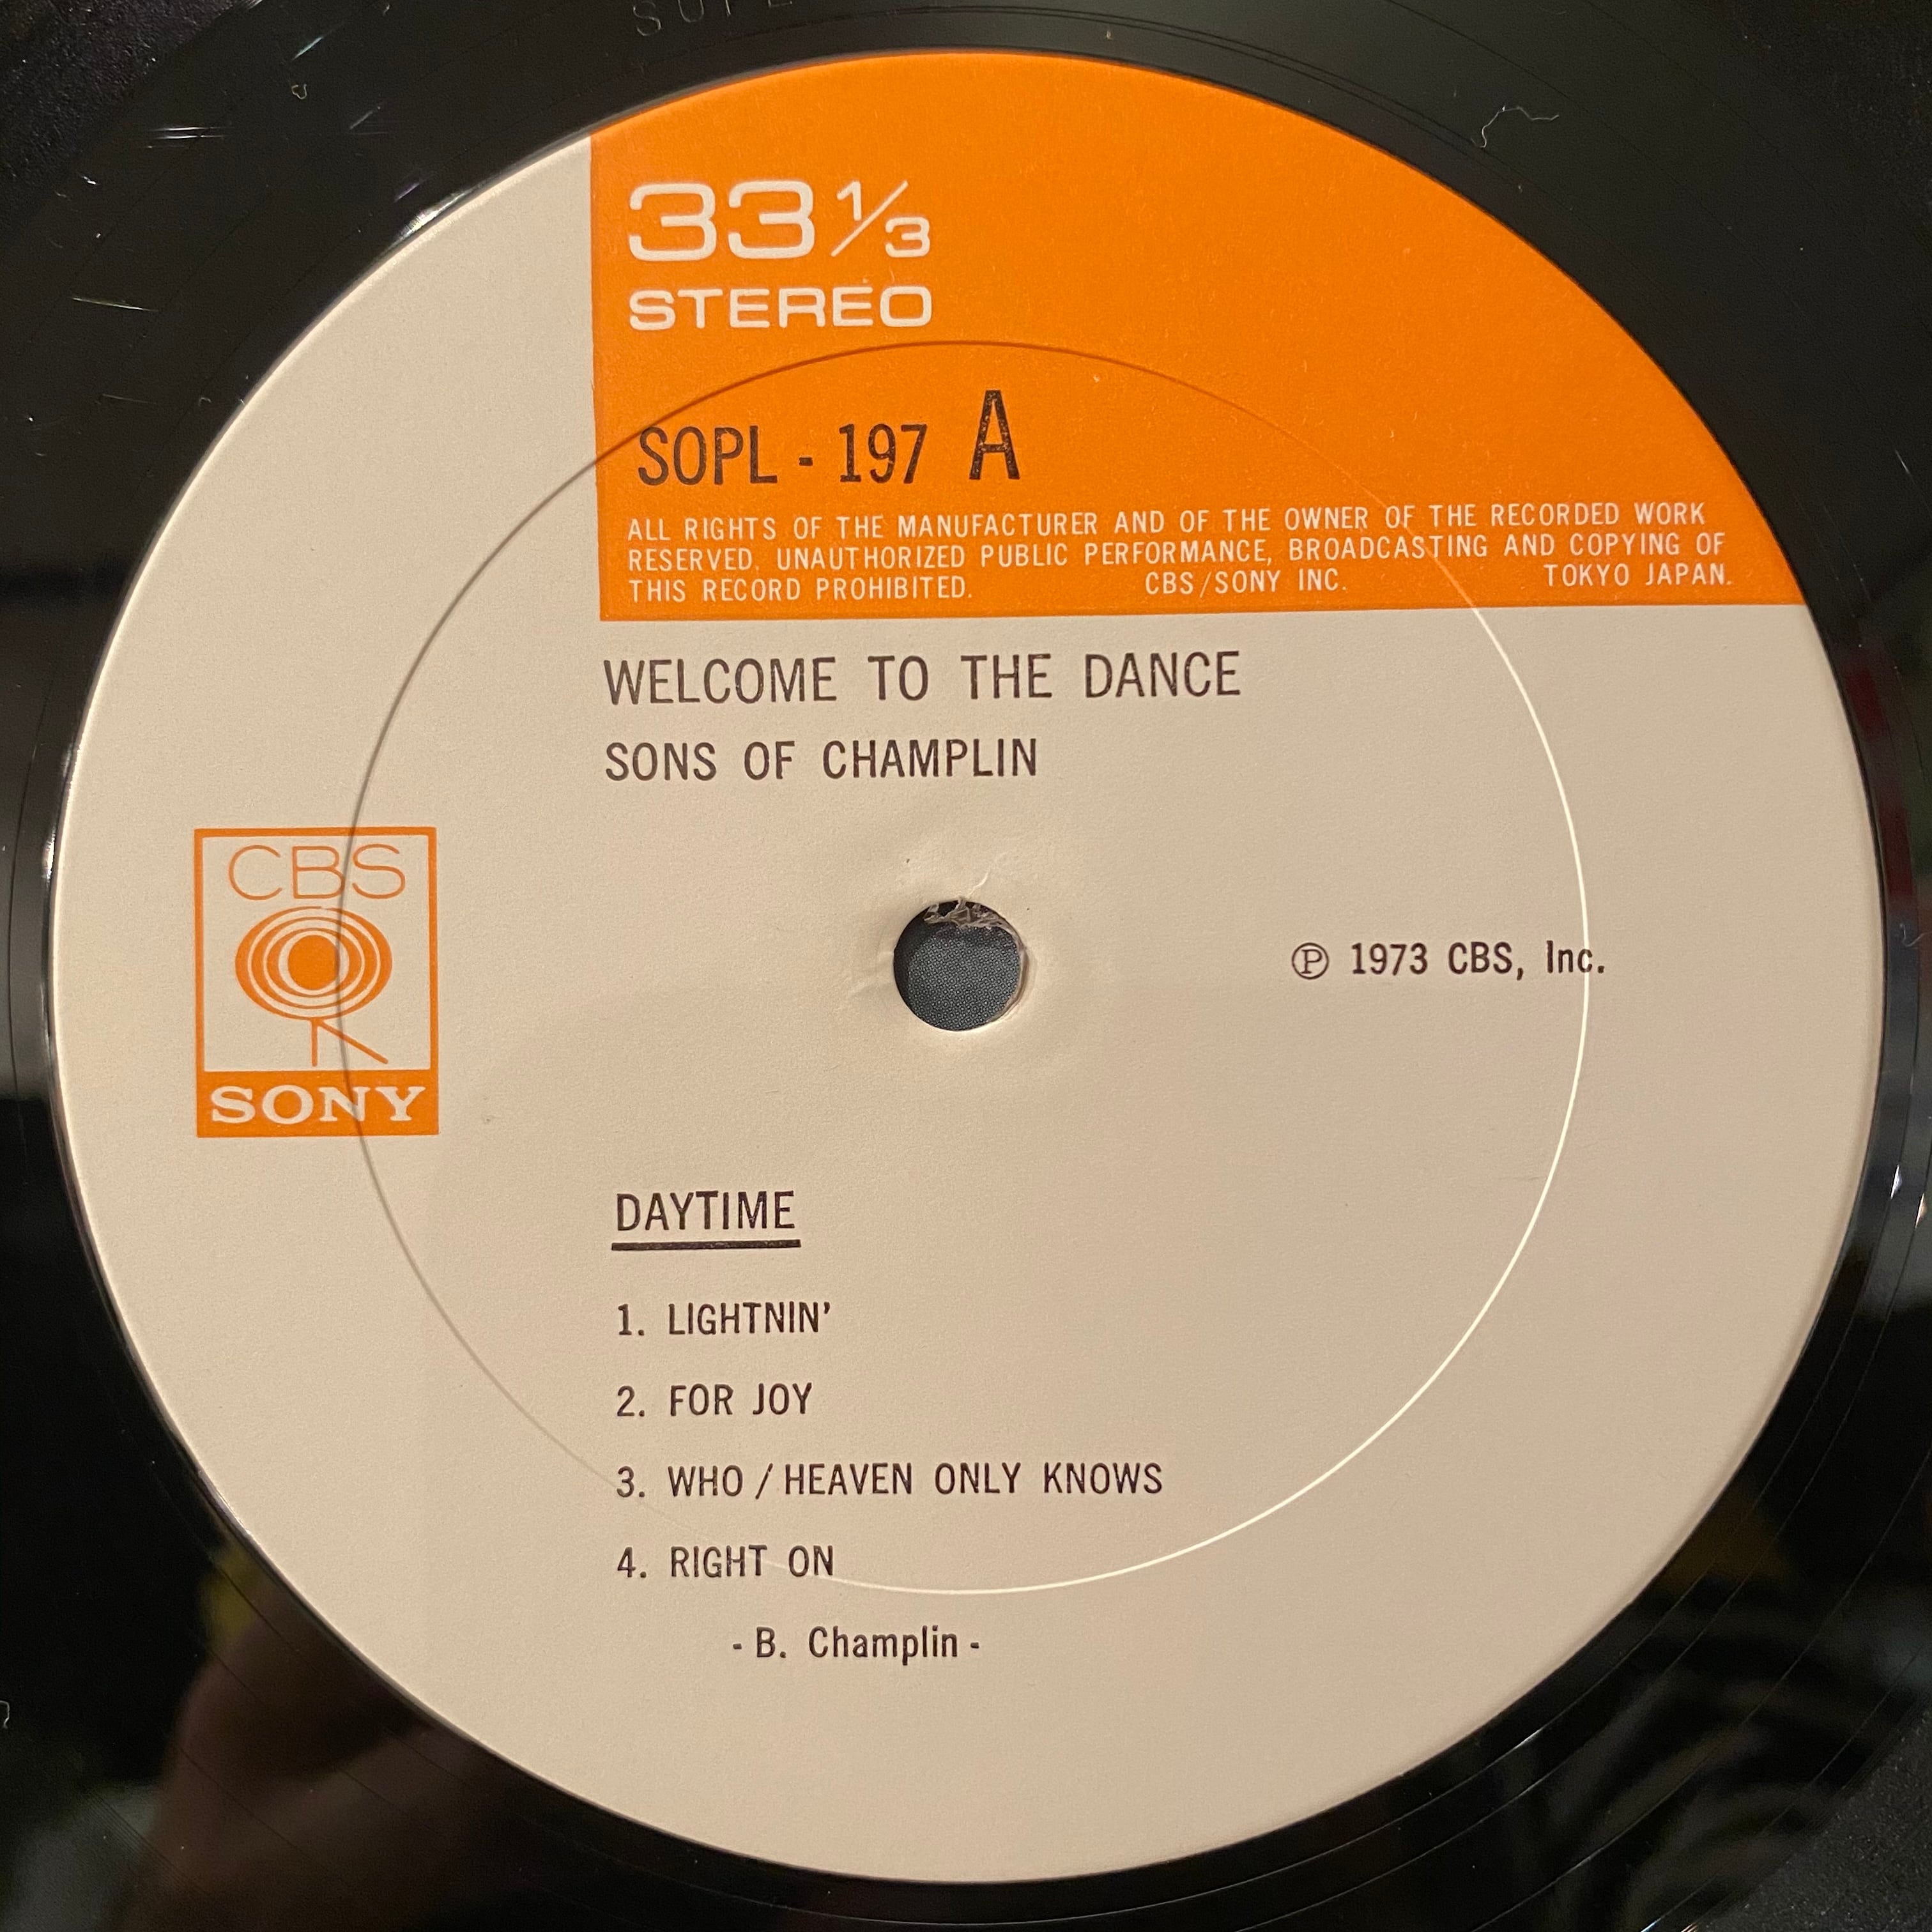 33 1/3
STEREO
SOPL - 197 A
ALL RIGHTS OF THE MANUFACTURER AND OF THE OWNER OF THE RECORDED WORK
RESERVED. UNAUTHORIZED PUBLIC PERFORMANCE, BROADCASTING AND COPYING OF
THIS RECORD PROHIBITED. CBS/SONY INC. TOKYO JAPAN.
WELCOME TO THE DANCE
SONS OF CHAMPLIN
CBS
SONY
℗ 1973 CBS, Inc.
DAYTIME
1. LIGHTNIN'
2. FOR JOY
3. WHO / HEAVEN ONLY KNOWS
4. RIGHT ON
- B. Champlin -